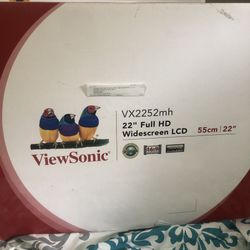 VX2252mh
22" Full HD
Widescreen LCD
55cm | 22"
ViewSonic